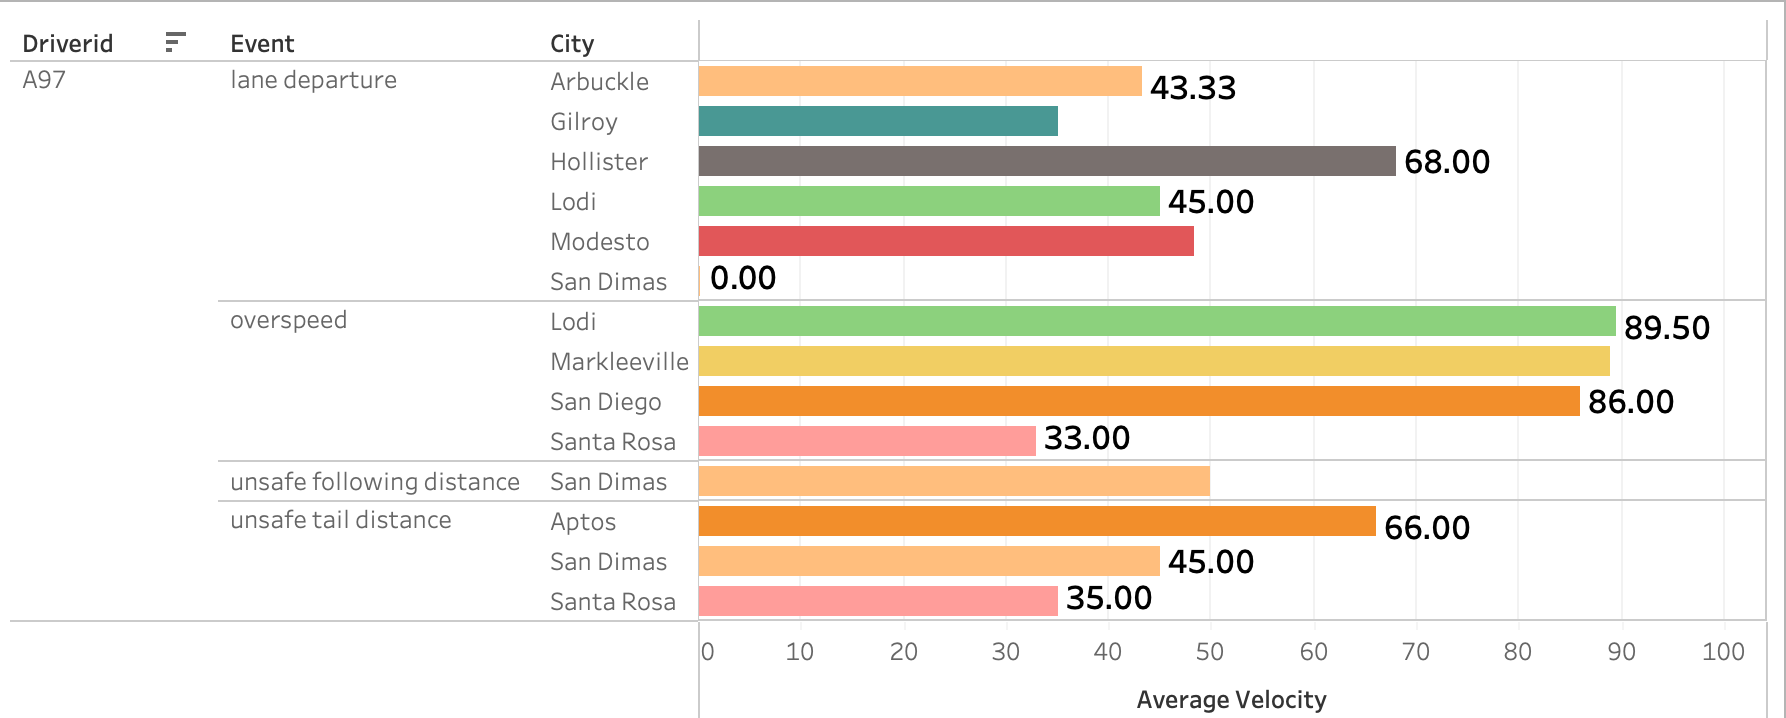 Driverid Event City
A97 lane departure Arbuckle 43.33
Gilroy
Hollister 68.00
Lodi 45.00
Modesto
San Dimas 0.00
overspeed Lodi 89.50
Markleeville
San Diego 86.00
Santa Rosa 33.00
unsafe following distance San Dimas
unsafe tail distance Aptos 66.00
San Dimas 45.00
Santa Rosa 35.00
0 10 20 30 40 50 60 70 80 90 100
Average Velocity